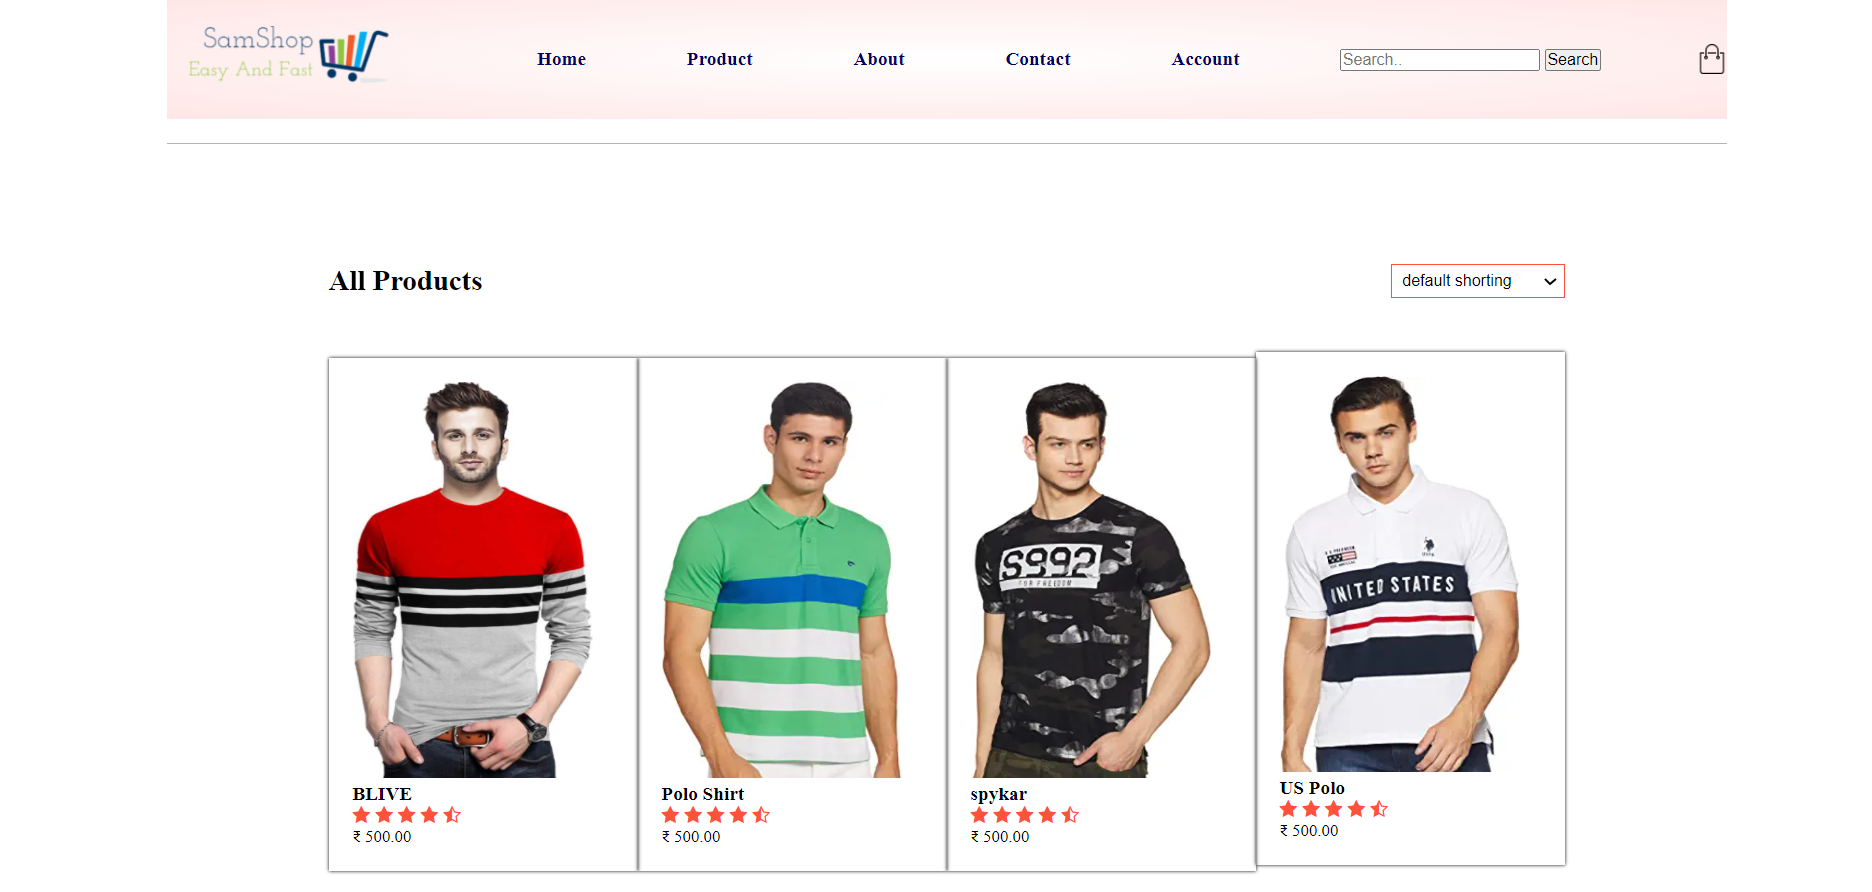 SamShop
Easy And Fast
Home
Product
About
Contact
Account
Search..
Search
All Products
default shorting
S992
FOR FREEDOM
UNITED STATES
BLIVE
₹ 500.00
Polo Shirt
₹ 500.00
spykar
₹ 500.00
US Polo
₹ 500.00